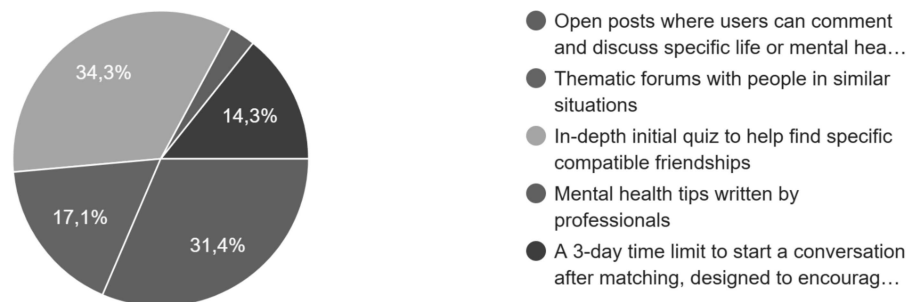 34,3%
14,3%
17,1%
31,4%
Open posts where users can comment
and discuss specific life or mental hea…
Thematic forums with people in similar
situations
In-depth initial quiz to help find specific
compatible friendships
Mental health tips written by
professionals
A 3-day time limit to start a conversation
after matching, designed to encourag…